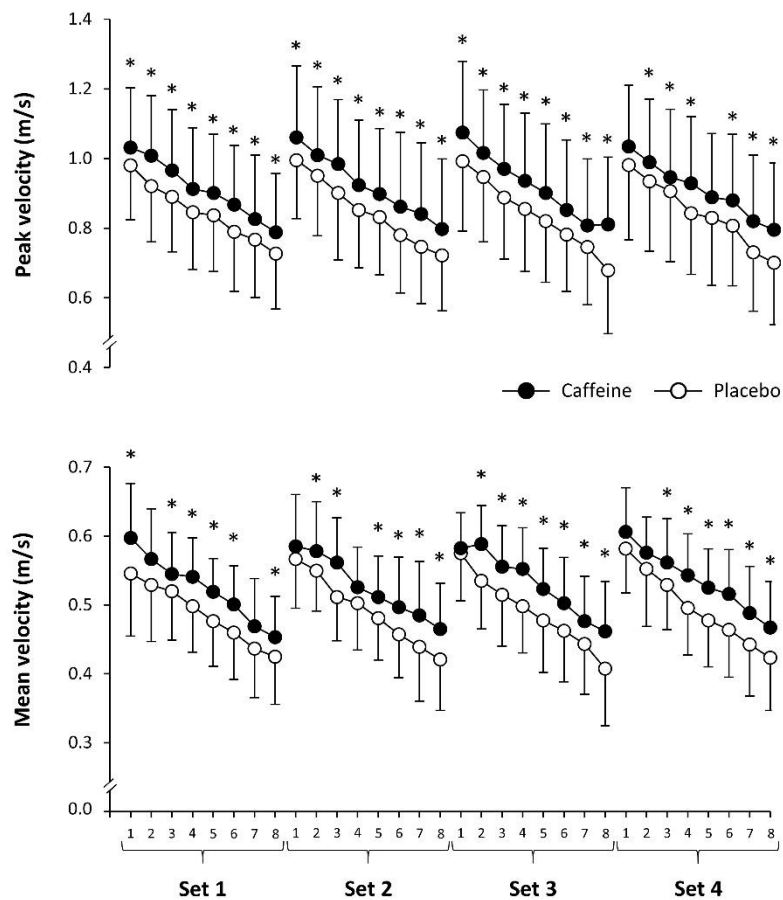 Peak velocity (m/s)
1.4
1.2
1.0
0.8
0.6
0.4
* * * * * * * * * * * * * * * * * * * * * * * * * * * * * *
Caffeine Placebo
Mean velocity (m/s)
0.7
0.6
0.5
0.4
0.3
0.0
* * * * * * * * * * * * * * * * * * * * * * * * *
1 2 3 4 5 6 7 8 1 2 3 4 5 6 7 8 1 2 3 4 5 6 7 8 1 2 3 4 5 6 7 8
Set 1 Set 2 Set 3 Set 4